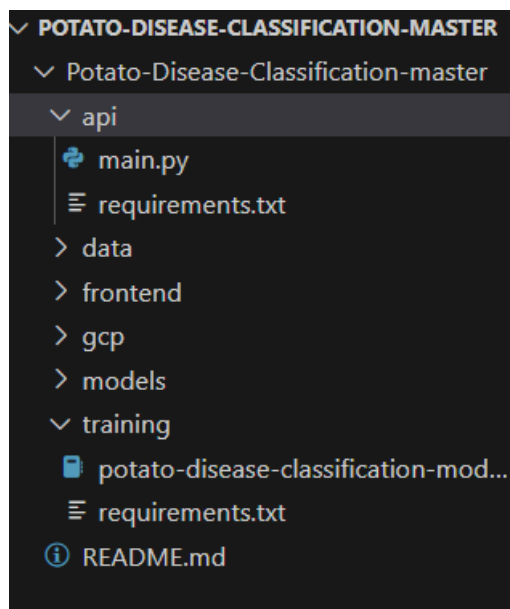 POTATO-DISEASE-CLASSIFICATION-MASTER
Potato-Disease-Classification-master
api
main.py
requirements.txt
data
frontend
gcp
models
training
potato-disease-classification-mod...
requirements.txt
README.md